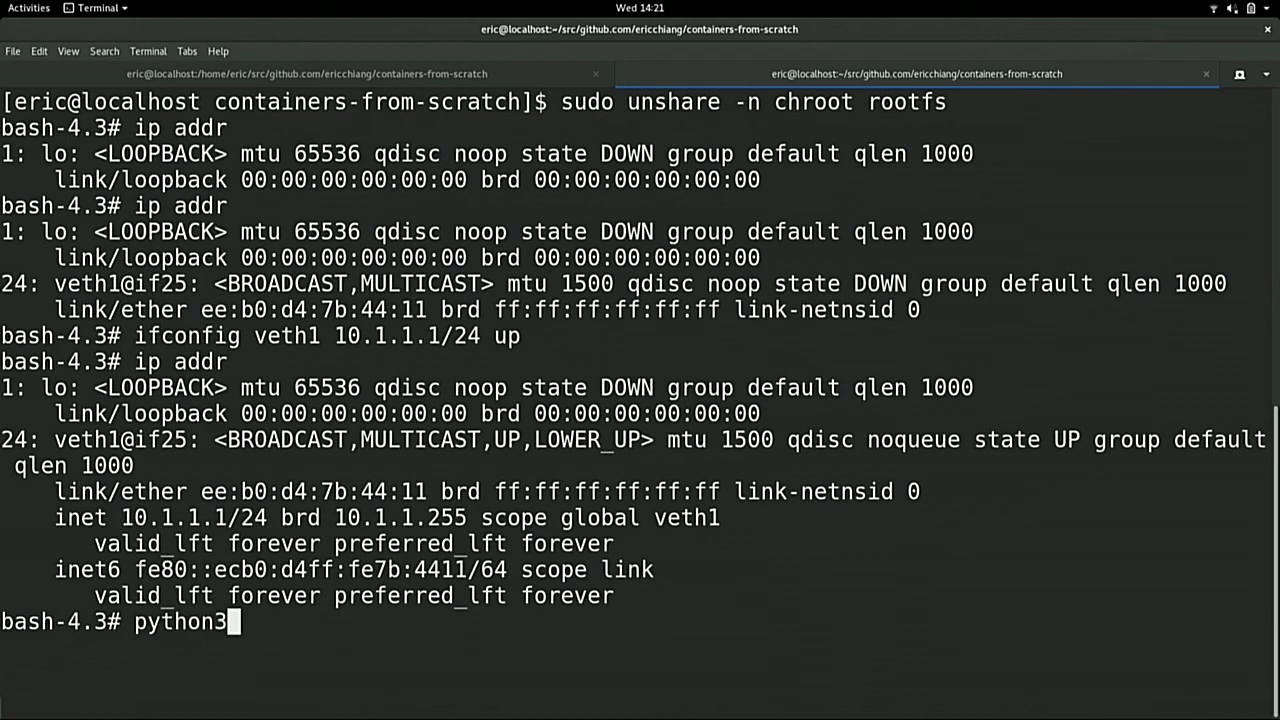 Activities Terminal Wed 14:21
eric@localhost:~/src/github.com/ericchiang/containers-from-scratch
File Edit View Search Terminal Tabs Help
eric@localhost:/home/eric/src/github.com/ericchiang/containers-from-scratch eric@localhost:~/src/github.com/ericchiang/containers-from-scratch
[eric@localhost containers-from-scratch]$ sudo unshare -n chroot rootfs
bash-4.3# ip addr
1: lo: <LOOPBACK> mtu 65536 qdisc noop state DOWN group default qlen 1000
    link/loopback 00:00:00:00:00:00 brd 00:00:00:00:00:00
bash-4.3# ip addr
1: lo: <LOOPBACK> mtu 65536 qdisc noop state DOWN group default qlen 1000
    link/loopback 00:00:00:00:00:00 brd 00:00:00:00:00:00
24: veth1@if25: <BROADCAST,MULTICAST> mtu 1500 qdisc noop state DOWN group default qlen 1000
    link/ether ee:b0:d4:7b:44:11 brd ff:ff:ff:ff:ff:ff link-netnsid 0
bash-4.3# ifconfig veth1 10.1.1.1/24 up
bash-4.3# ip addr
1: lo: <LOOPBACK> mtu 65536 qdisc noop state DOWN group default qlen 1000
    link/loopback 00:00:00:00:00:00 brd 00:00:00:00:00:00
24: veth1@if25: <BROADCAST,MULTICAST,UP,LOWER_UP> mtu 1500 qdisc noqueue state UP group default
 qlen 1000
    link/ether ee:b0:d4:7b:44:11 brd ff:ff:ff:ff:ff:ff link-netnsid 0
    inet 10.1.1.1/24 brd 10.1.1.255 scope global veth1
       valid_lft forever preferred_lft forever
    inet6 fe80::ecb0:d4ff:fe7b:4411/64 scope link
       valid_lft forever preferred_lft forever
bash-4.3# python3